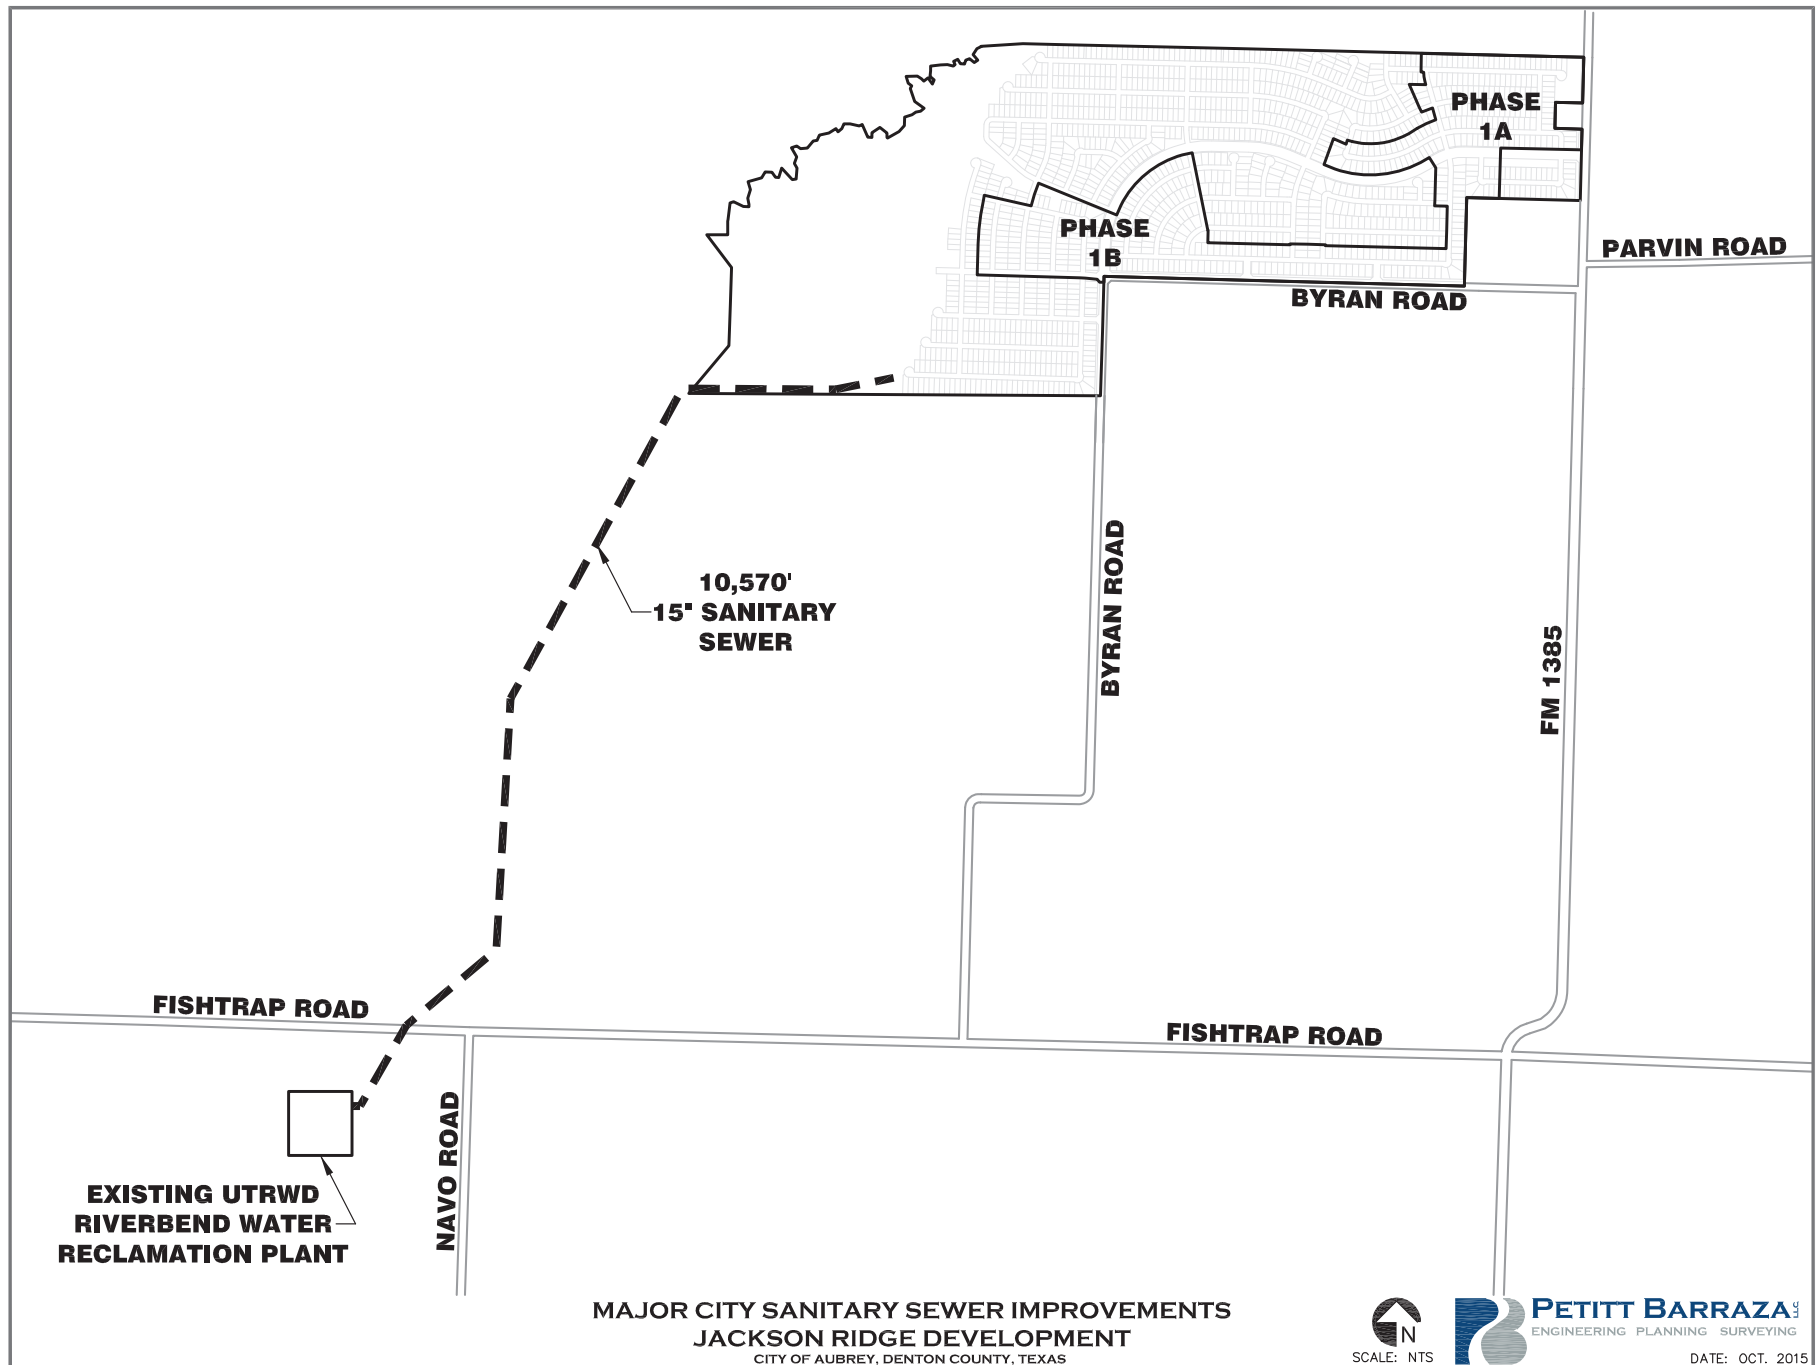 PHASE
1A
PHASE
1B
PARVIN ROAD
BYRAN ROAD
10,570'
15" SANITARY
SEWER
BYRAN ROAD
FM 1385
FISHTRAP ROAD
FISHTRAP ROAD
NAVO ROAD
EXISTING UTRWD
RIVERBEND WATER
RECLAMATION PLANT
MAJOR CITY SANITARY SEWER IMPROVEMENTS
JACKSON RIDGE DEVELOPMENT
CITY OF AUBREY, DENTON COUNTY, TEXAS
N
SCALE: NTS
PETITT BARRAZA LLC
ENGINEERING PLANNING SURVEYING
DATE: OCT. 2015